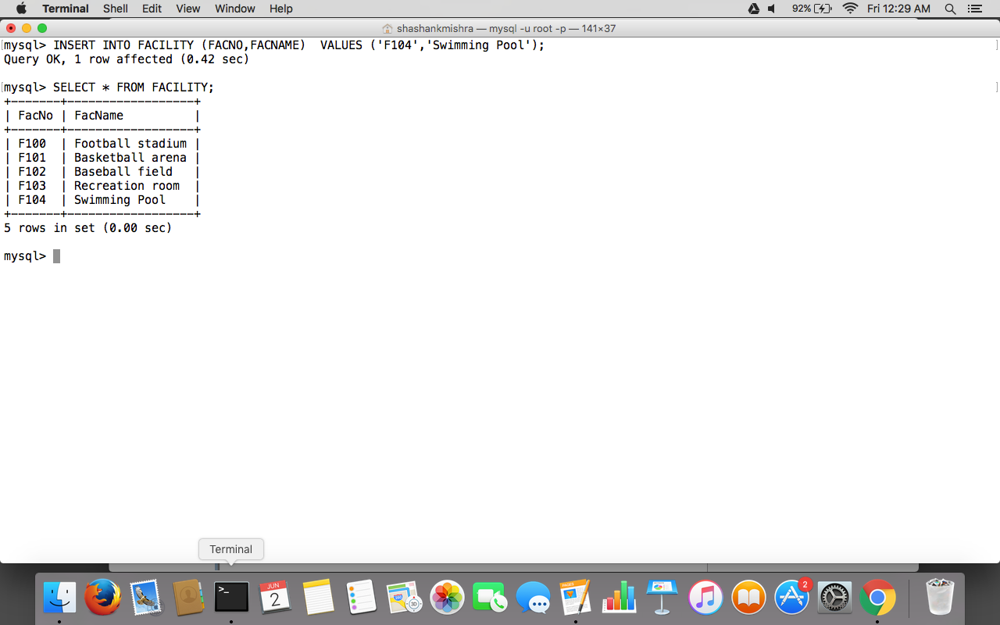 Terminal Shell Edit View Window Help 92% Fri 12:29 AM
shashankmishra — mysql -u root -p — 141×37
mysql> INSERT INTO FACILITY (FACNO,FACNAME)  VALUES ('F104','Swimming Pool');
Query OK, 1 row affected (0.42 sec)
mysql> SELECT * FROM FACILITY;
+-------+------------------+
| FacNo | FacName          |
+-------+------------------+
| F100  | Football stadium |
| F101  | Basketball arena |
| F102  | Baseball field   |
| F103  | Recreation room  |
| F104  | Swimming Pool    |
+-------+------------------+
5 rows in set (0.00 sec)
mysql>
Terminal
>_
JUN
2
3D
PAGES
2